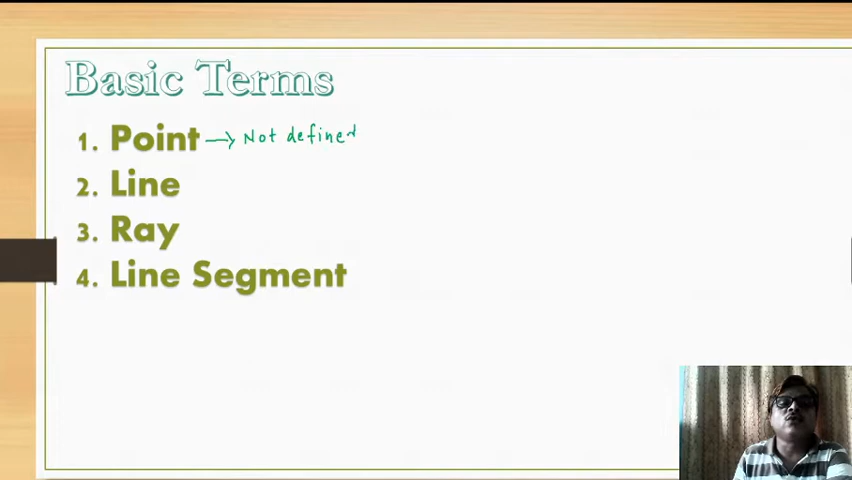 Basic Terms
1. Point → Not defined
2. Line
3. Ray
4. Line Segment